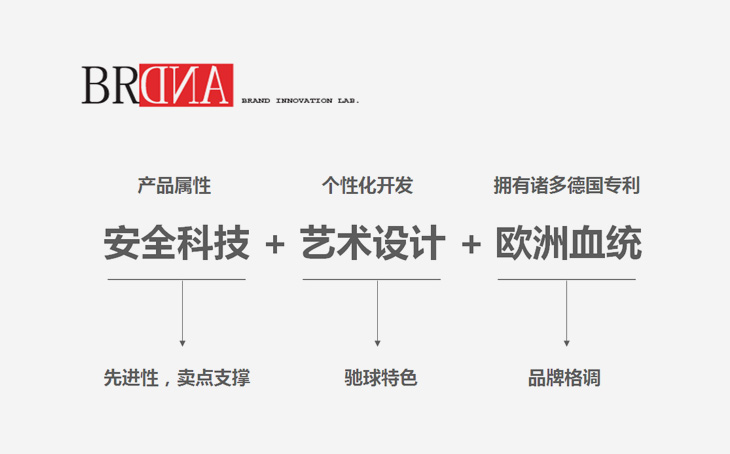 BRDNA
BRAND INNOVATION LAB.
产品属性 个性化开发 拥有诸多德国专利
安全科技 + 艺术设计 + 欧洲血统
先进性，卖点支撑 驰球特色 品牌格调